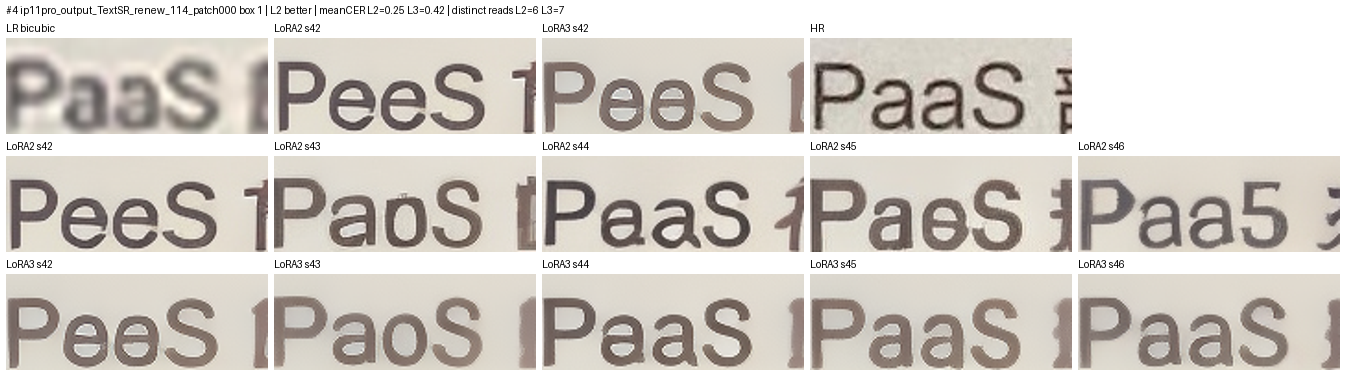 #4 ip11pro_output_TextSR_renew_114_patch000 box 1 | L2 better | meanCER L2=0.25 L3=0.42 | distinct reads L2=6 L3=7
LR bicubic LoRA2 s42 LoRA3 s42 HR
PaaS PeeS PeeS PaaS
LoRA2 s42 LoRA2 s43 LoRA2 s44 LoRA2 s45 LoRA2 s46
PeeS PaoS PaaS PaeS Paa5
LoRA3 s42 LoRA3 s43 LoRA3 s44 LoRA3 s45 LoRA3 s46
PeeS PaoS PaaS PaaS PaaS